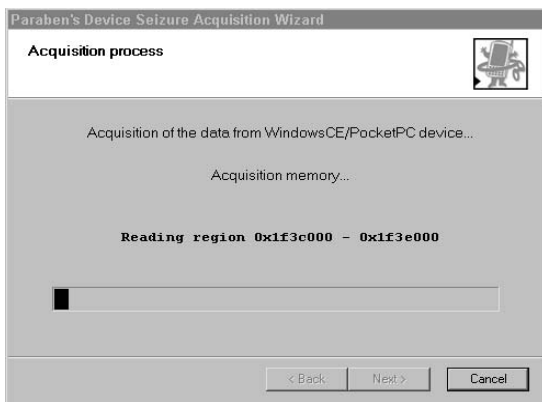 Paraben's Device Seizure Acquisition Wizard
Acquisition process
Acquisition of the data from WindowsCE/PocketPC device...
Acquisition memory...
Reading region 0x1f3c000 - 0x1f3e000
< Back Next > Cancel